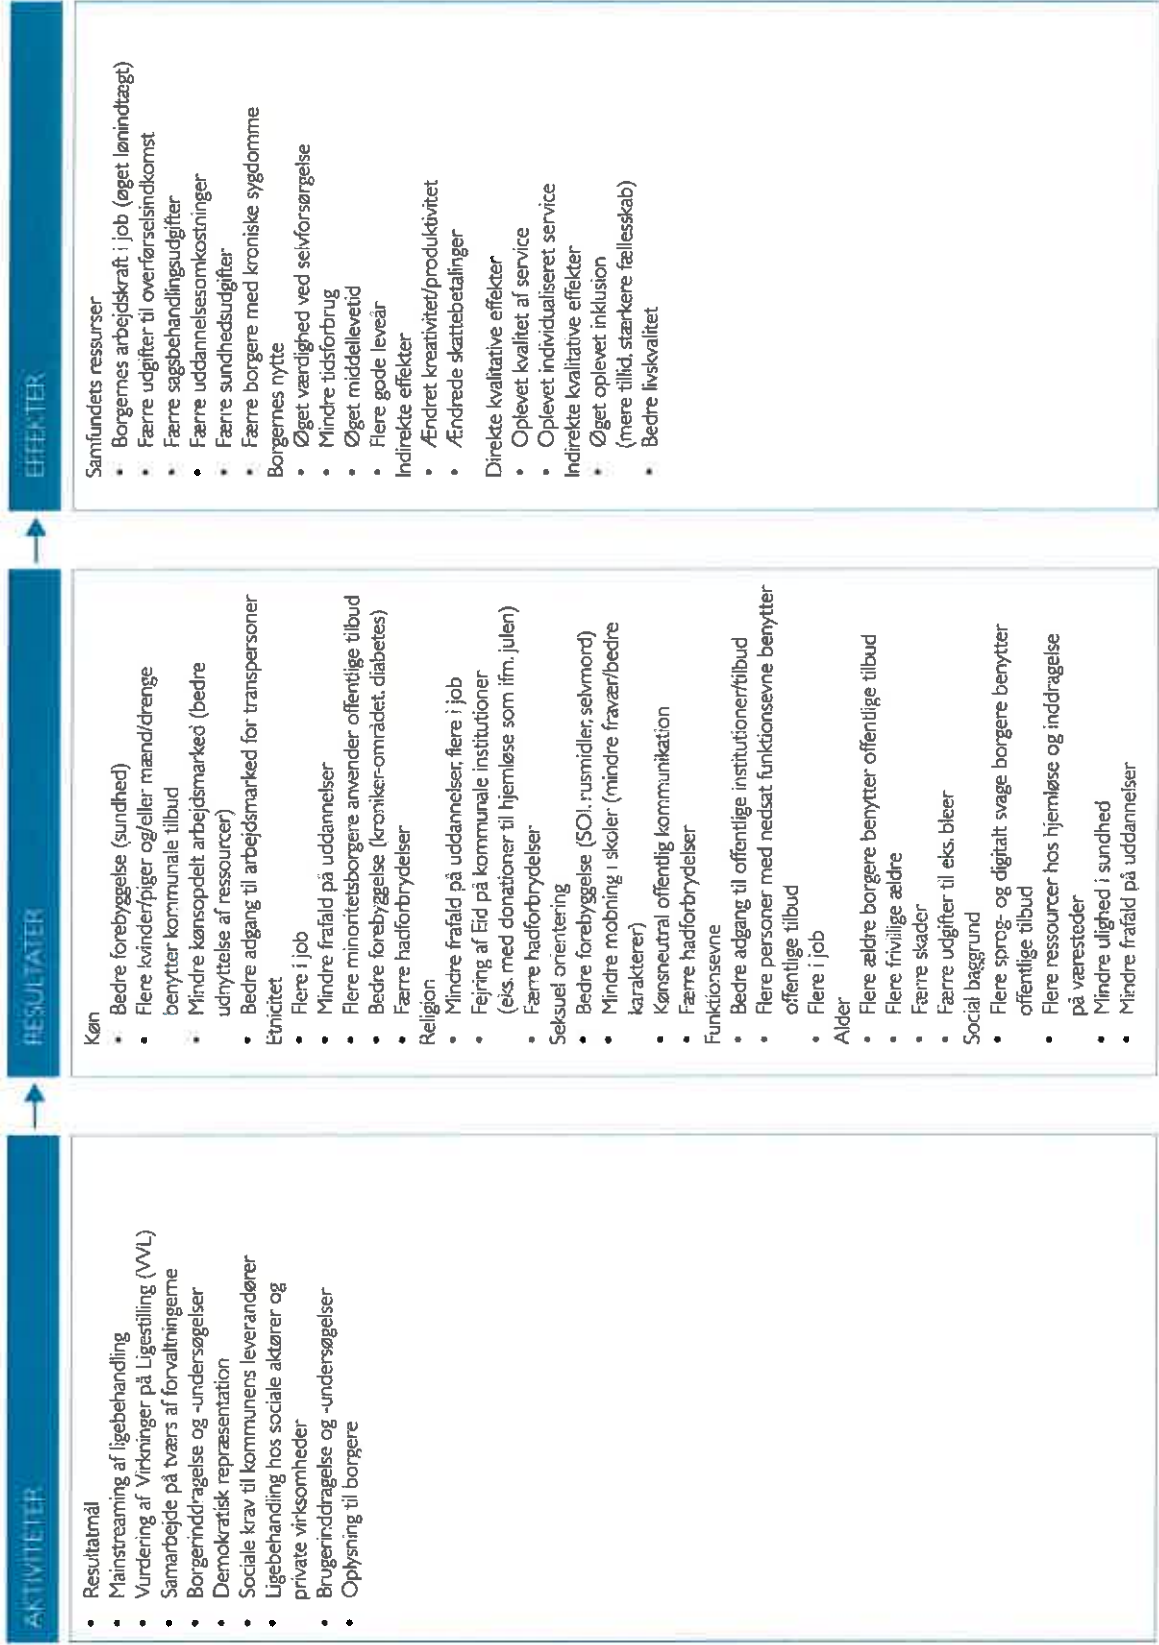 AKTIVITETER
• Resultatmål
• Mainstreaming af ligebehandling
• Vurdering af Virkninger på Ligestilling (VVL)
• Samarbejde på tværs af forvaltningerne
• Borgerinddragelse og -undersøgelser
• Demokratisk repræsentation
• Sociale krav til kommunens leverandører
• Ligebehandling hos sociale aktører og
private virksomheder
• Brugerinddragelse og -undersøgelser
• Oplysning til borgere
RESULTATER
Køn
• Bedre forebyggelse (sundhed)
• Flere kvinder/piger og/eller mænd/drenge
benytter kommunale tilbud
• Mindre kønsopdelt arbejdsmarked (bedre
udnyttelse af ressourcer)
• Bedre adgang til arbejdsmarked for transpersoner
Etnicitet
• Flere i job
• Mindre frafald på uddannelser
• Flere minoritetsborgere anvender offentlige tilbud
• Bedre forebyggelse (kroniker-området, diabetes)
• Færre hadforbrydelser
Religion
• Mindre frafald på uddannelser, flere i job
• Fejring af Eid på kommunale institutioner
(eks. med donationer til hjemløse som ifm. julen)
• Færre hadforbrydelser
Seksuel orientering
• Bedre forebyggelse (SOI, rusmidler, selvmord)
• Mindre mobning i skoler (mindre fravær/bedre
karakterer)
• Kønsneutral offentlig kommunikation
• Færre hadforbrydelser
Funktionsevne
• Bedre adgang til offentlige institutioner/tilbud
• Flere personer med nedsat funktionsevne benytter
offentlige tilbud
• Flere i job
Alder
• Flere ældre borgere benytter offentlige tilbud
• Flere frivillige ældre
• Færre skader
• Færre udgifter til eks. bleer
Social baggrund
• Flere sprog- og digitalt svage borgere benytter
offentlige tilbud
• Flere ressourcer hos hjemløse og inddragelse
på væresteder
• Mindre ulighed i sundhed
• Mindre frafald på uddannelser
EFFEKTER
Samfundets ressurser
• Borgernes arbejdskraft i job (øget lønindtægt)
• Færre udgifter til overførselsindkomst
• Færre sagsbehandlingsudgifter
• Færre uddannelsesomkostninger
• Færre sundhedsudgifter
• Færre borgere med kroniske sygdomme
Borgernes nytte
• Øget værdighed ved selvforsørgelse
• Mindre tidsforbrug
• Øget middellevetid
• Flere gode leveår
Indirekte effekter
• Ændret kreativitet/produktivitet
• Ændrede skattebetalinger
Direkte kvalitative effekter
• Oplevet kvalitet af service
• Oplevet individualiseret service
Indirekte kvalitative effekter
• Øget oplevet inklusion
(mere tillid, stærkere fællesskab)
• Bedre livskvalitet